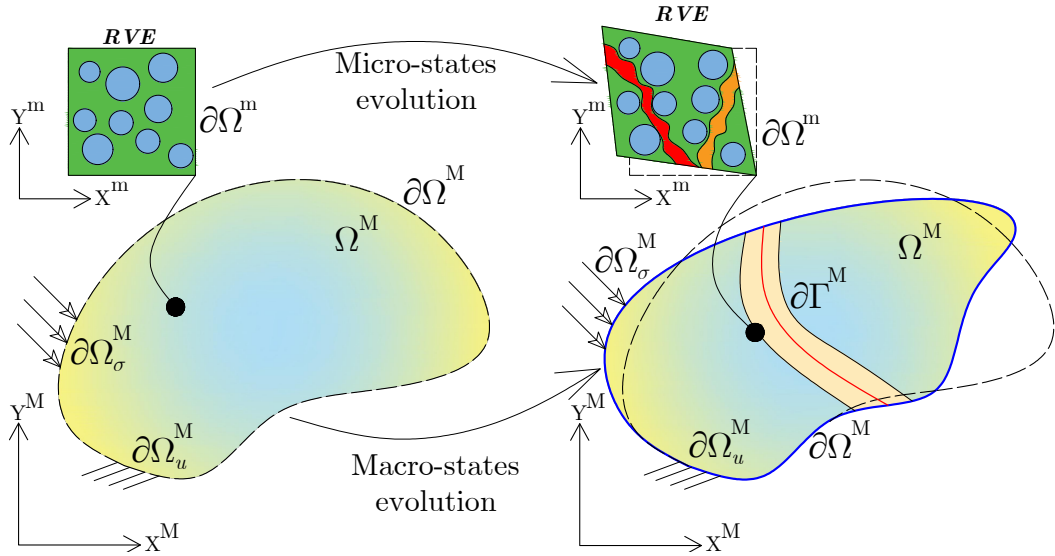 RVE
Y^m
∂Ω^m
X^m
Micro-states
evolution
RVE
Y^m
∂Ω^m
X^m
∂Ω^M
Ω^M
∂Ω_σ^M
∂Ω_u^M
Y^M
X^M
Macro-states
evolution
∂Ω_σ^M
Ω^M
∂Γ^M
∂Ω_u^M
∂Ω^M
Y^M
X^M